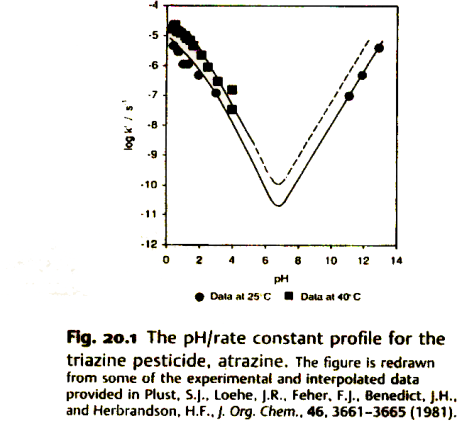 -4
-5
-6
-7
-8
-9
-10
-11
-12
log k' / s⁻¹
0 2 4 6 8 10 12 14
pH
Data at 25°C Data at 40°C
Fig. 20.1 The pH/rate constant profile for the
triazine pesticide, atrazine. The figure is redrawn
from some of the experimental and interpolated data
provided in Plust, S.J., Loehe, J.R., Feher, F.J., Benedict, J.H.,
and Herbrandson, H.F., J. Org. Chem., 46, 3661–3665 (1981).